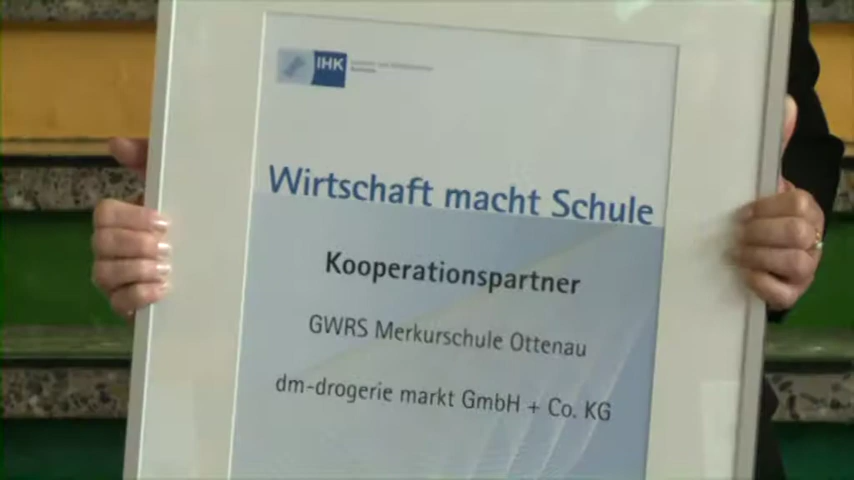 IHK
Wirtschaft macht Schule
Kooperationspartner
GWRS Merkurschule Ottenau
dm-drogerie markt GmbH + Co. KG